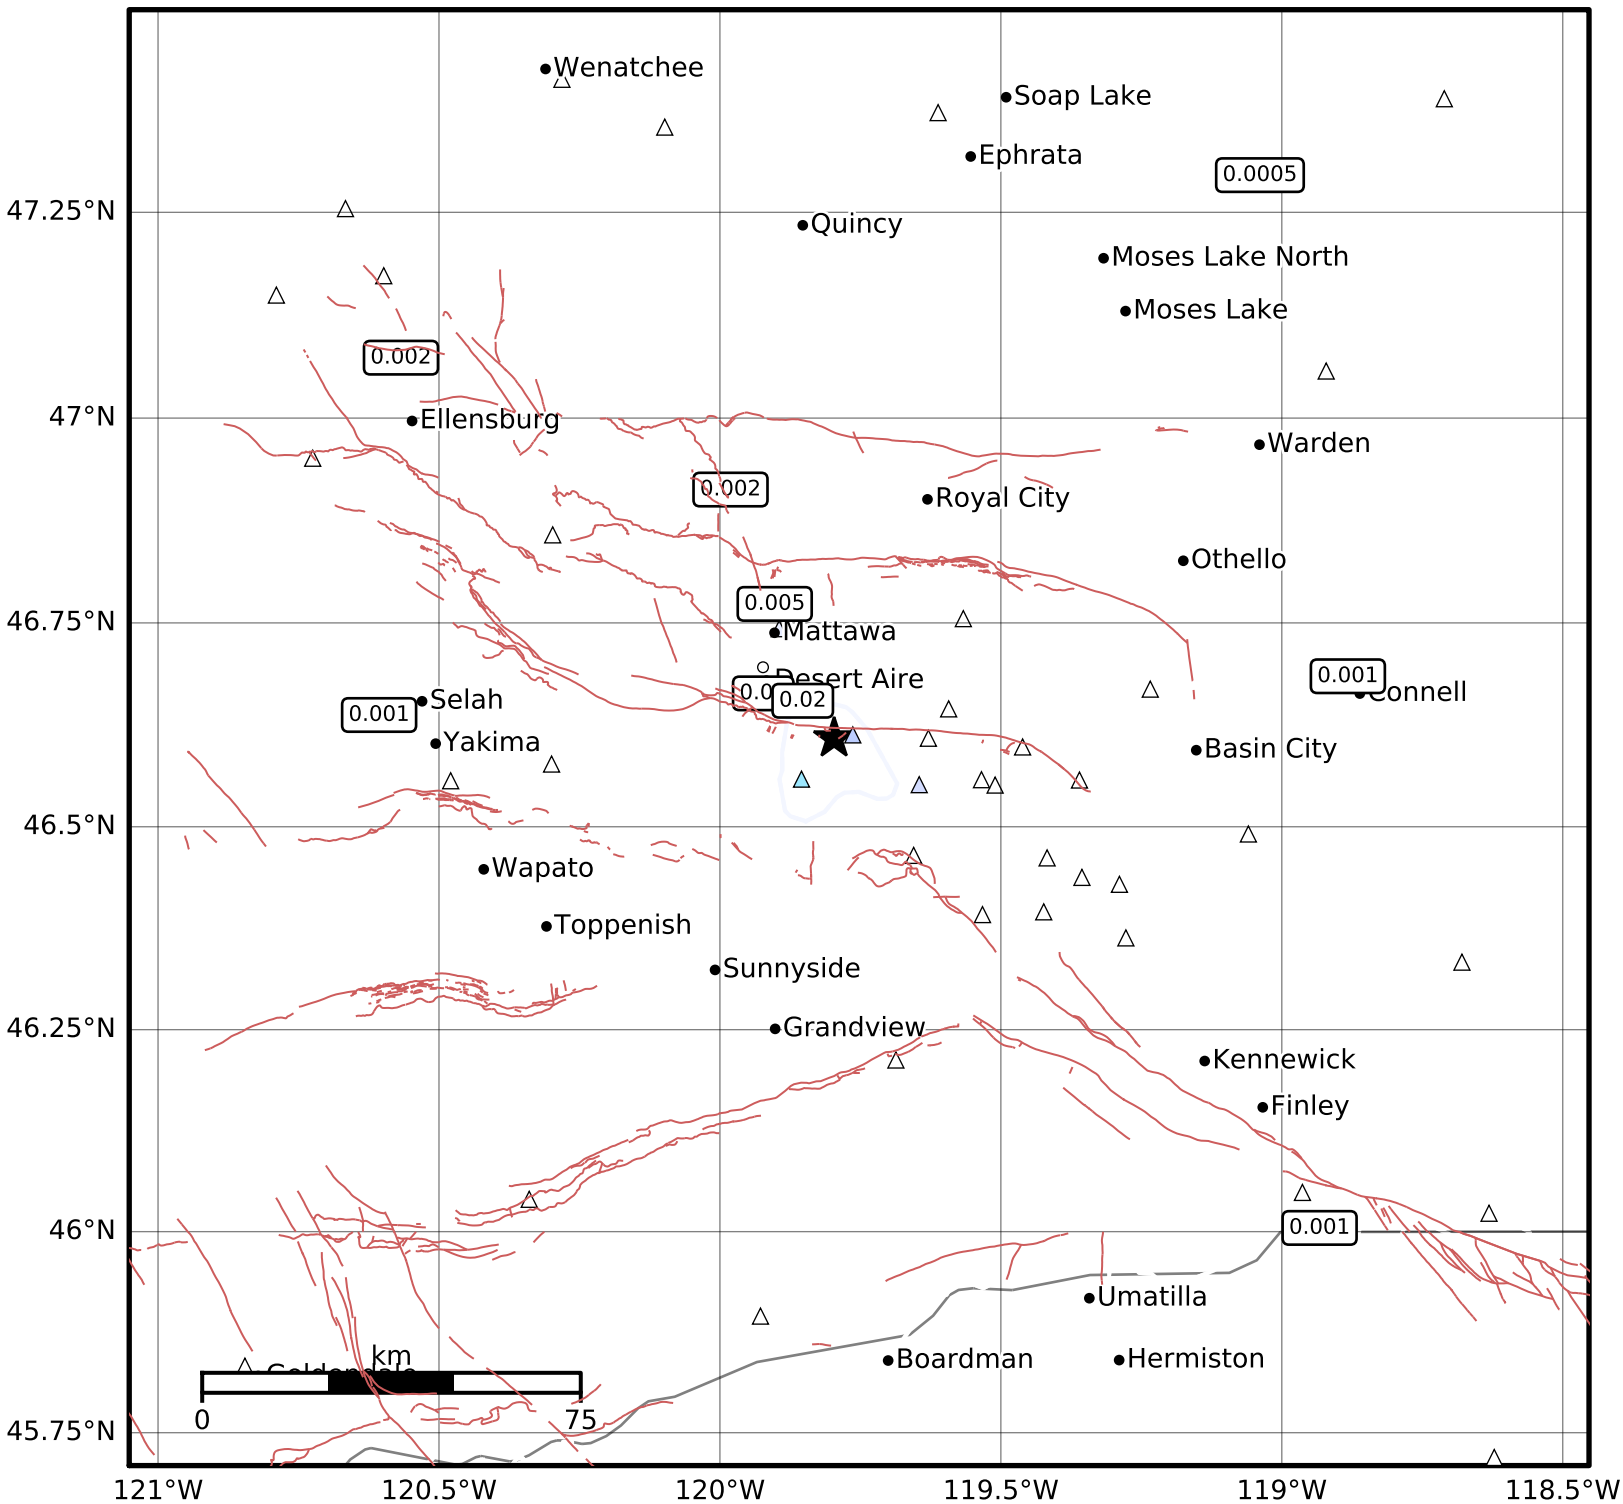 Wenatchee
Soap Lake
Ephrata
0.0005
47.25°N
Quincy
Moses Lake North
Moses Lake
0.002
47°N
Ellensburg
Warden
0.002
Royal City
Othello
0.005
46.75°N
Mattawa
Desert Aire
0.001
Connell
0.0
0.02
Selah
0.001
Yakima
Basin City
46.5°N
Wapato
Toppenish
Sunnyside
46.25°N
Grandview
Kennewick
Finley
46°N
0.001
Umatilla
km
Boardman
Hermiston
Goldendale
0
75
45.75°N
121°W
120.5°W
120°W
119.5°W
119°W
118.5°W